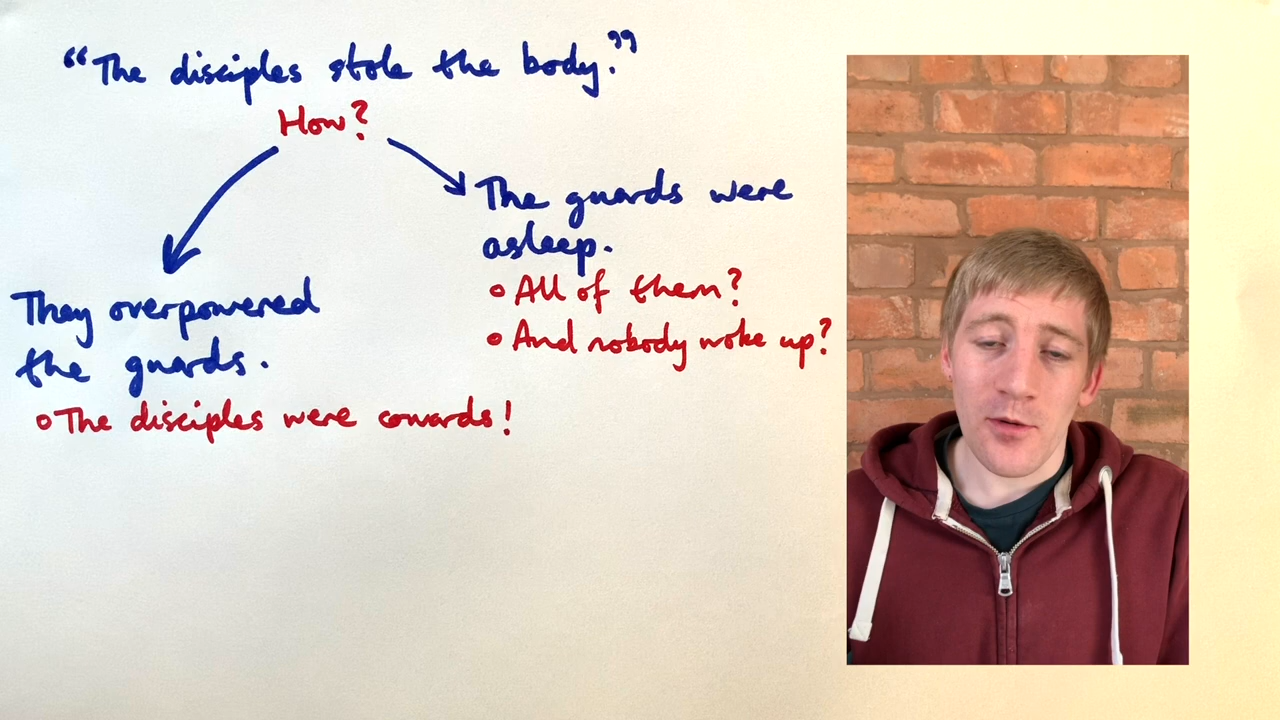 “The disciples stole the body.”
How?
They overpowered
the guards.
The disciples were cowards!
The guards were
asleep.
All of them?
And nobody woke up?